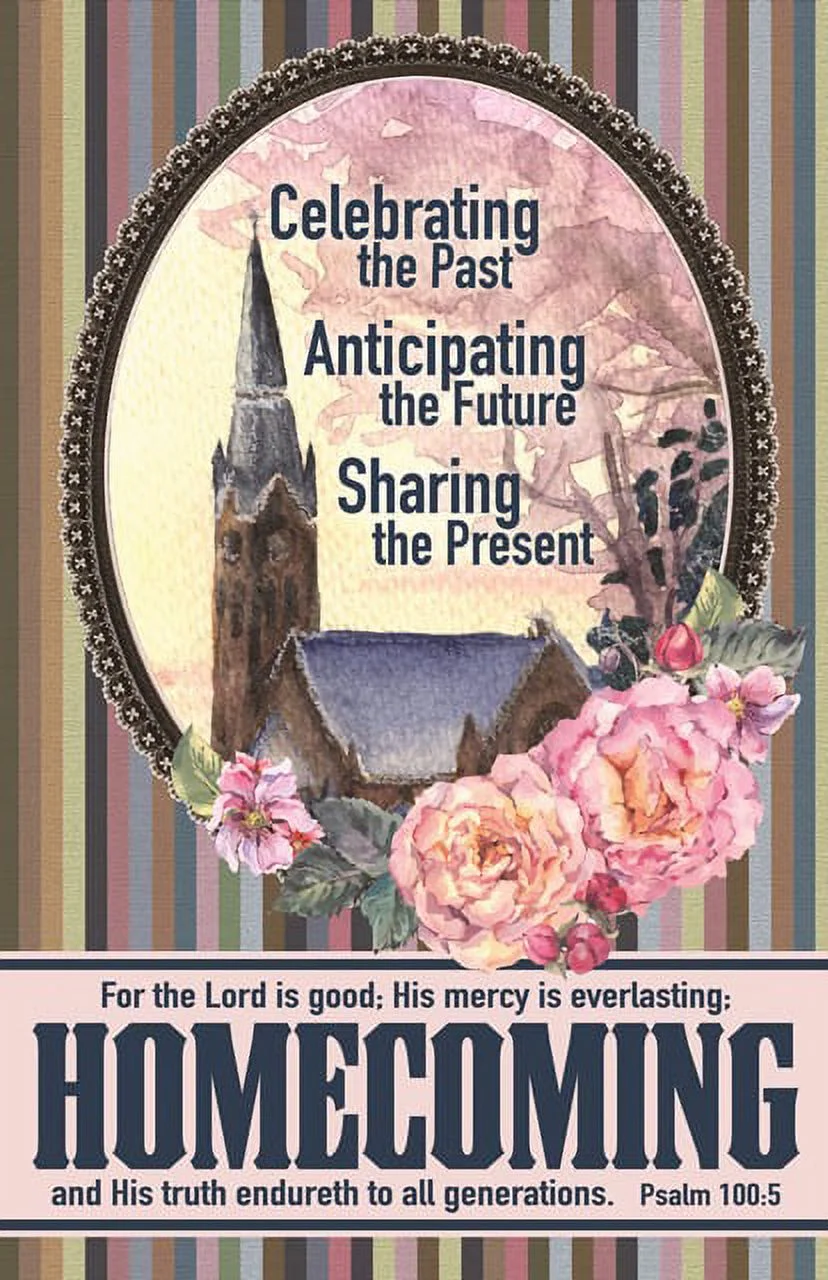 Celebrating
the Past
Anticipating
the Future
Sharing
the Present
For the Lord is good; His mercy is everlasting;
HOMECOMING
and His truth endureth to all generations. Psalm 100:5